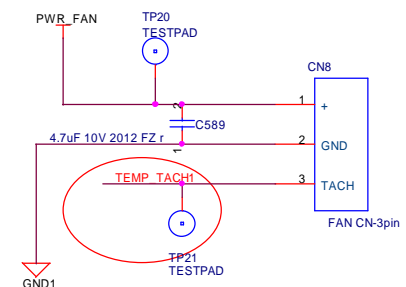 TP20
PWR_FAN
TESTPAD
CN8
1
+
2
C589
4.7uF 10V 2012 FZ r
1
2
GND
TEMP_TACH1
3
TACH
FAN CN-3pin
TP21
TESTPAD
GND1